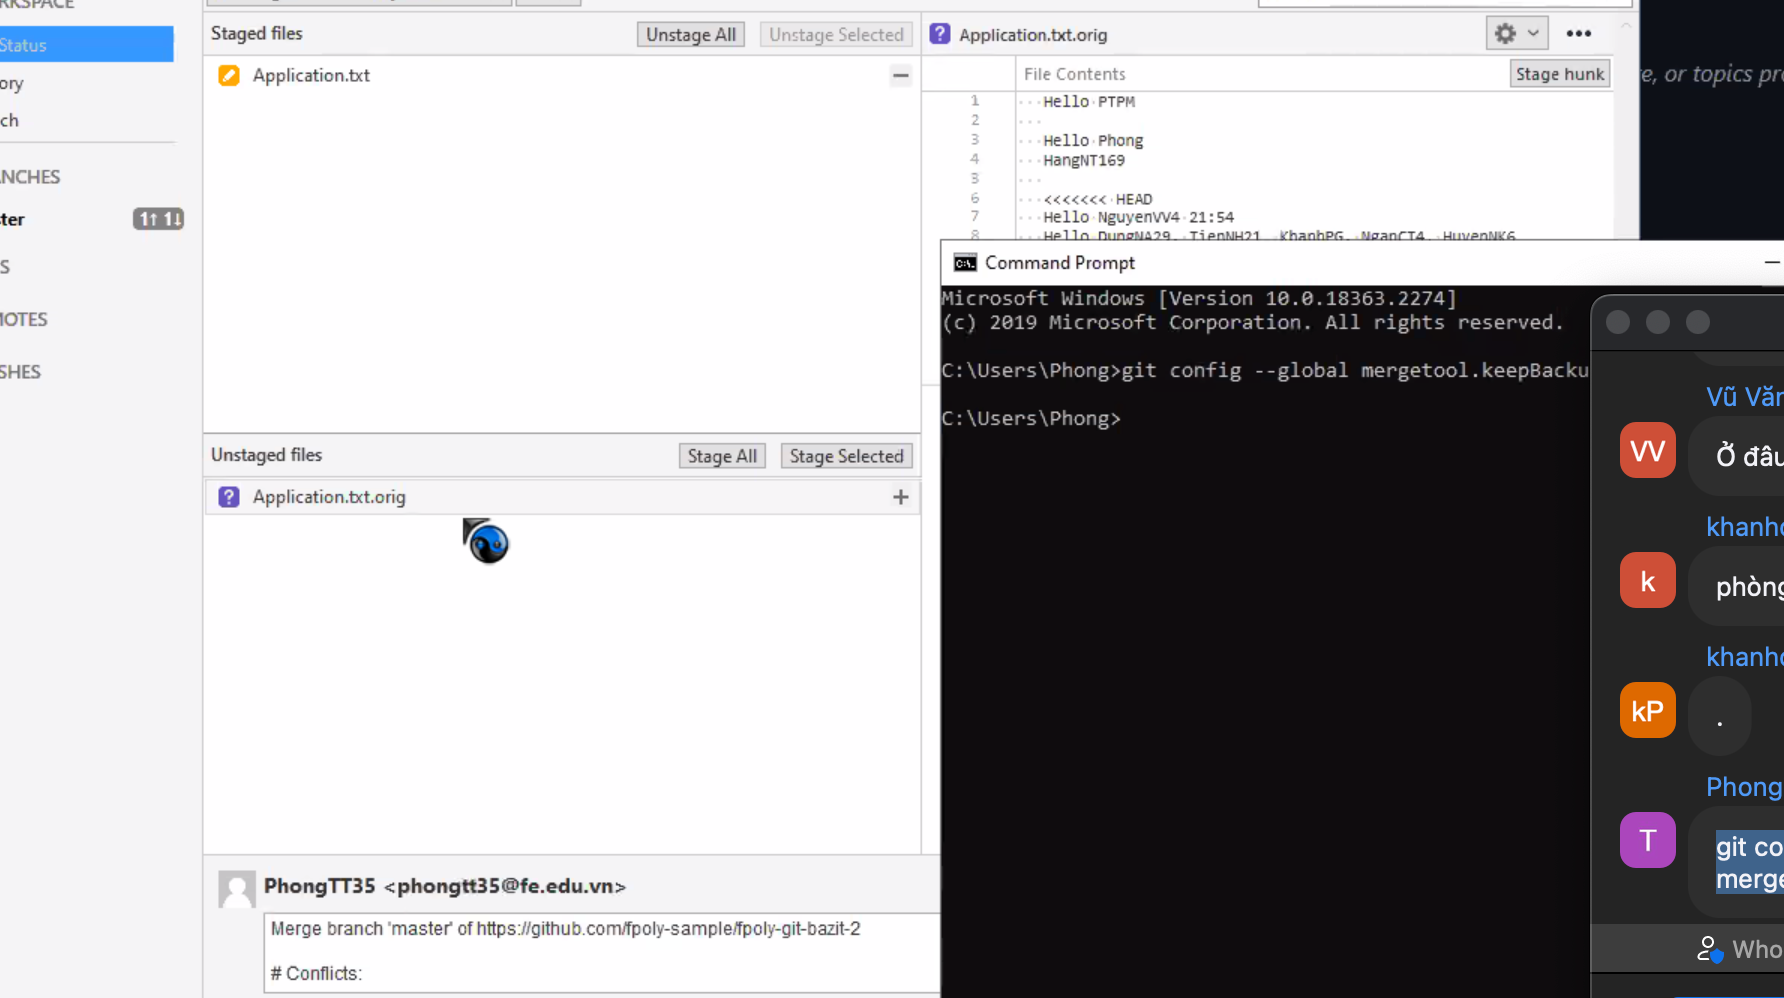 RKSPACE
Status
ory
ch
NCHES
ter
1↑ 1↓
S
MOTES
SHES
Staged files
Unstage All
Unstage Selected
Application.txt
Unstaged files
Stage All
Stage Selected
Application.txt.orig
PhongTT35 <phongtt35@fe.edu.vn>
Merge branch 'master' of https://github.com/fpoly-sample/fpoly-git-bazit-2
# Conflicts:
Application.txt.orig
File Contents
Stage hunk
1 Hello PTPM
2
3 Hello Phong
4 HangNT169
5
6 <<<<<<< HEAD
7 Hello NguyenVV4 21:54
8 Hello DungNA29, TienNH21, KhanhPG, NganCT4, HuyenNK6
e, or topics pr
Command Prompt
Microsoft Windows [Version 10.0.18363.2274]
(c) 2019 Microsoft Corporation. All rights reserved.
C:\Users\Phong>git config --global mergetool.keepBacku
C:\Users\Phong>
Vũ Văn
VV
Ở đâu
khanh
k
phòng
khanh
kP
.
Phong
T
git co
merge
Who